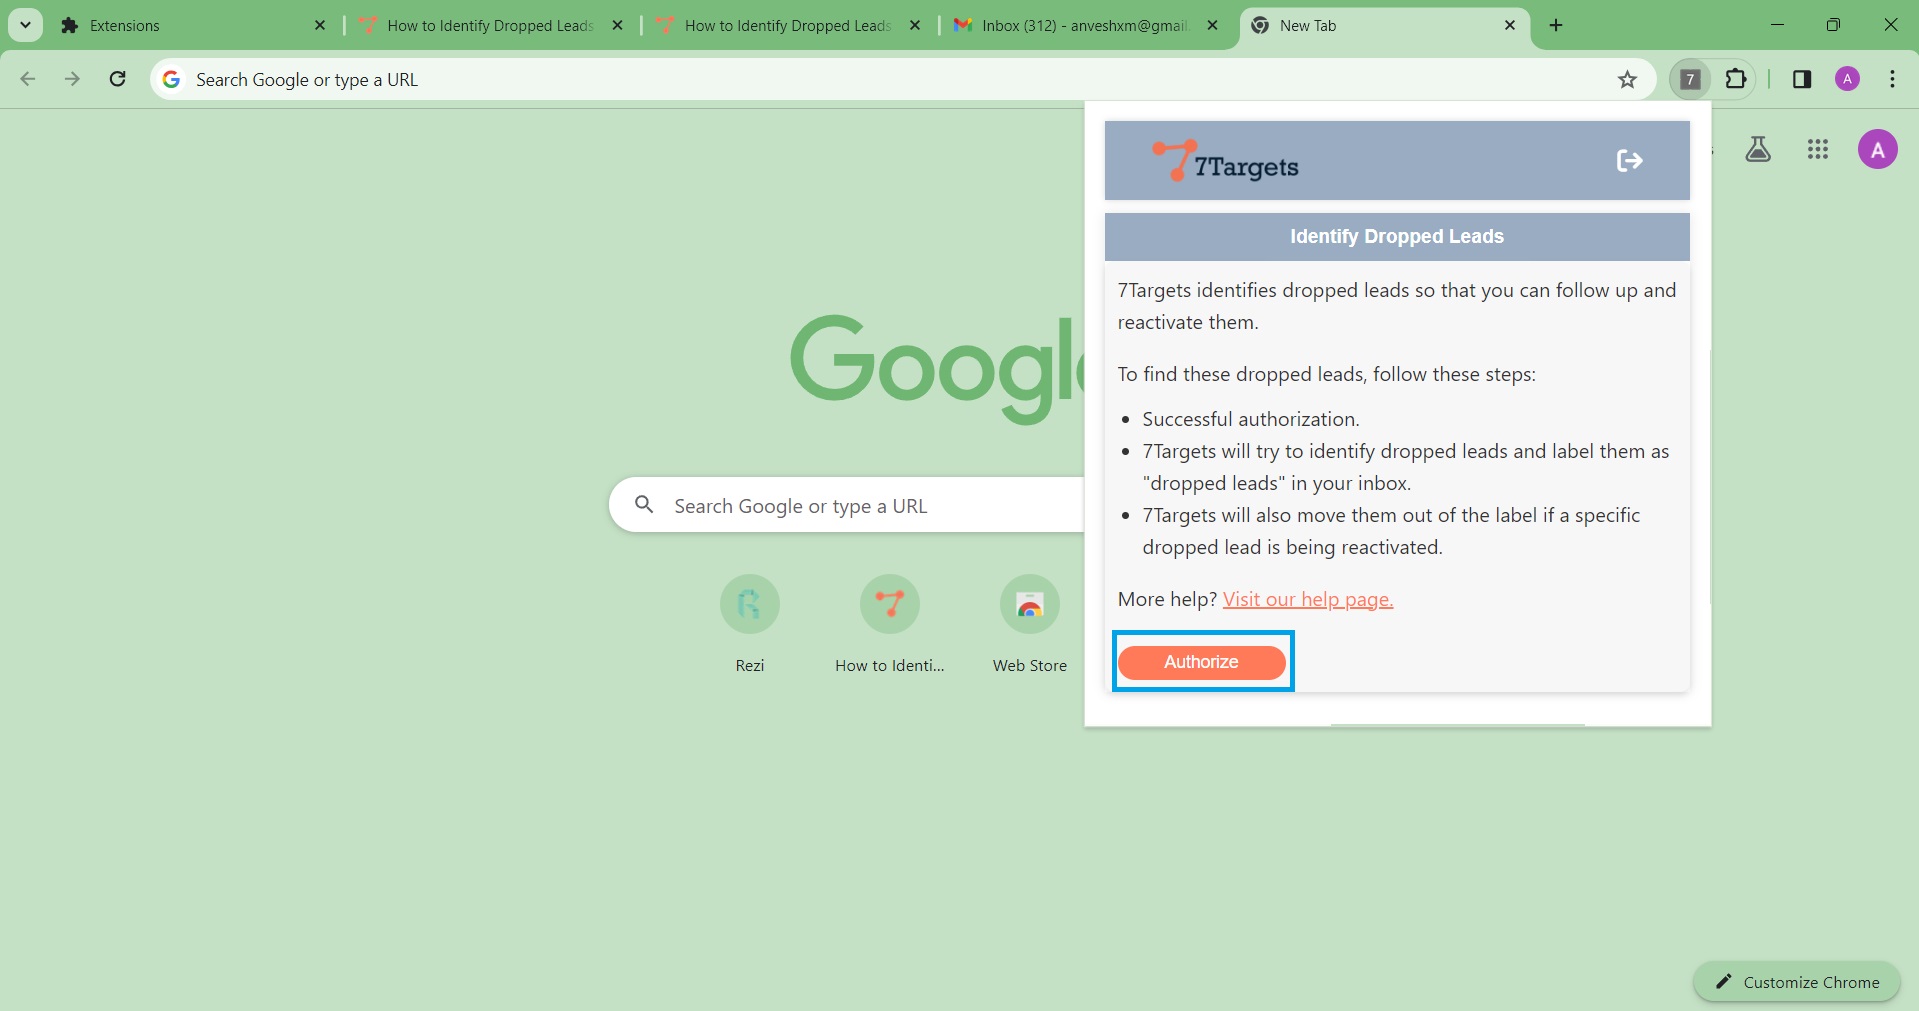 Extensions
How to Identify Dropped Leads
How to Identify Dropped Leads
Inbox (312) - anveshxm@gmail.
New Tab
Search Google or type a URL
7
A
7Targets
A
Identify Dropped Leads
7Targets identifies dropped leads so that you can follow up and
reactivate them.
To find these dropped leads, follow these steps:
• Successful authorization.
• 7Targets will try to identify dropped leads and label them as
"dropped leads" in your inbox.
• 7Targets will also move them out of the label if a specific
dropped lead is being reactivated.
More help? Visit our help page.
Authorize
Google
Search Google or type a URL
Rezi
How to Identi...
Web Store
Customize Chrome